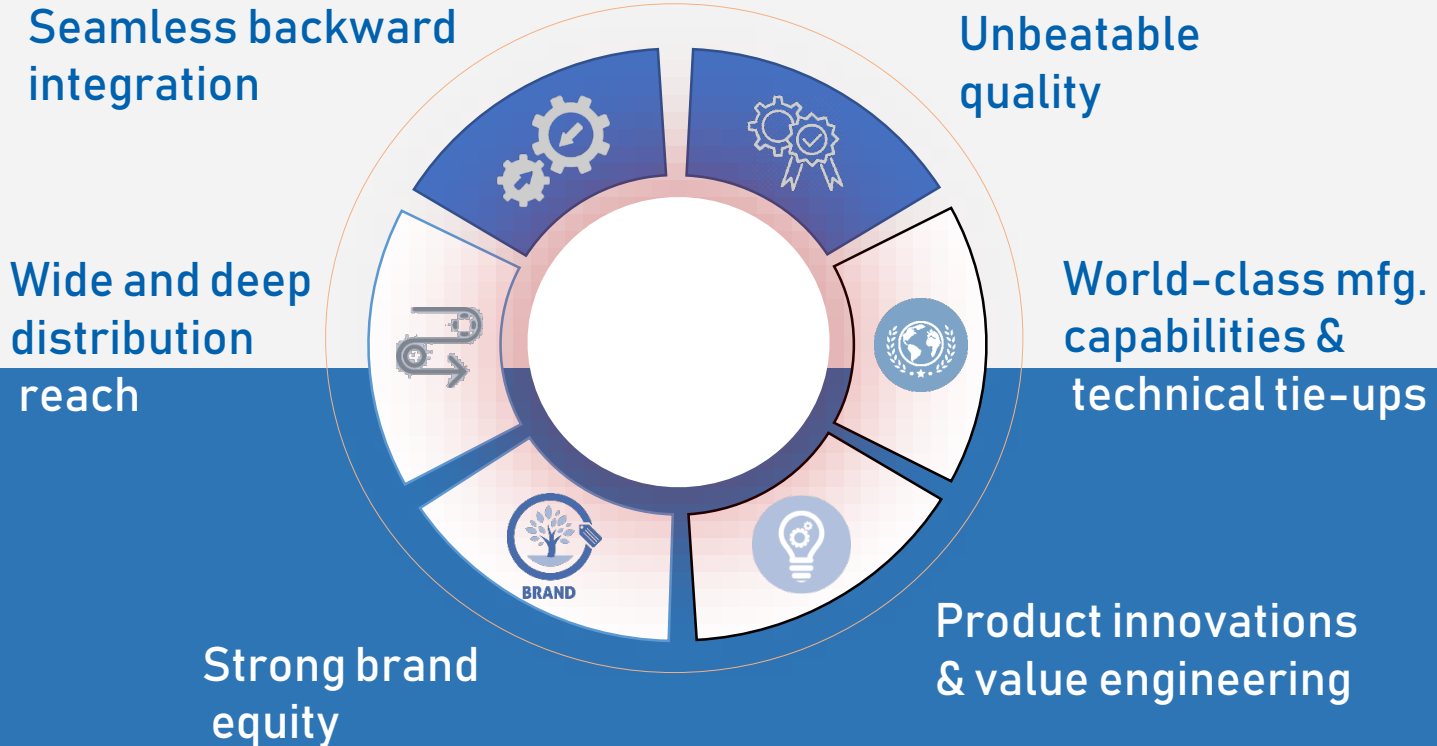 Seamless backward
integration
Unbeatable
quality
Wide and deep
distribution
reach
World-class mfg.
capabilities &
technical tie-ups
BRAND
Strong brand
equity
Product innovations
& value engineering